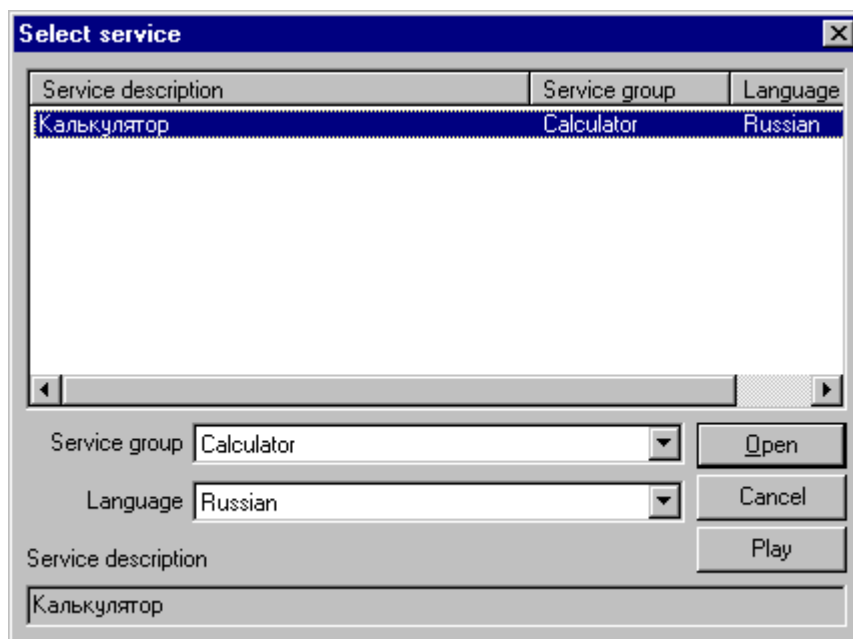 Select service
Service description Service group Language
Калькулятор Calculator Russian
Service group Calculator Open
Language Russian Cancel
Play
Service description
Калькулятор